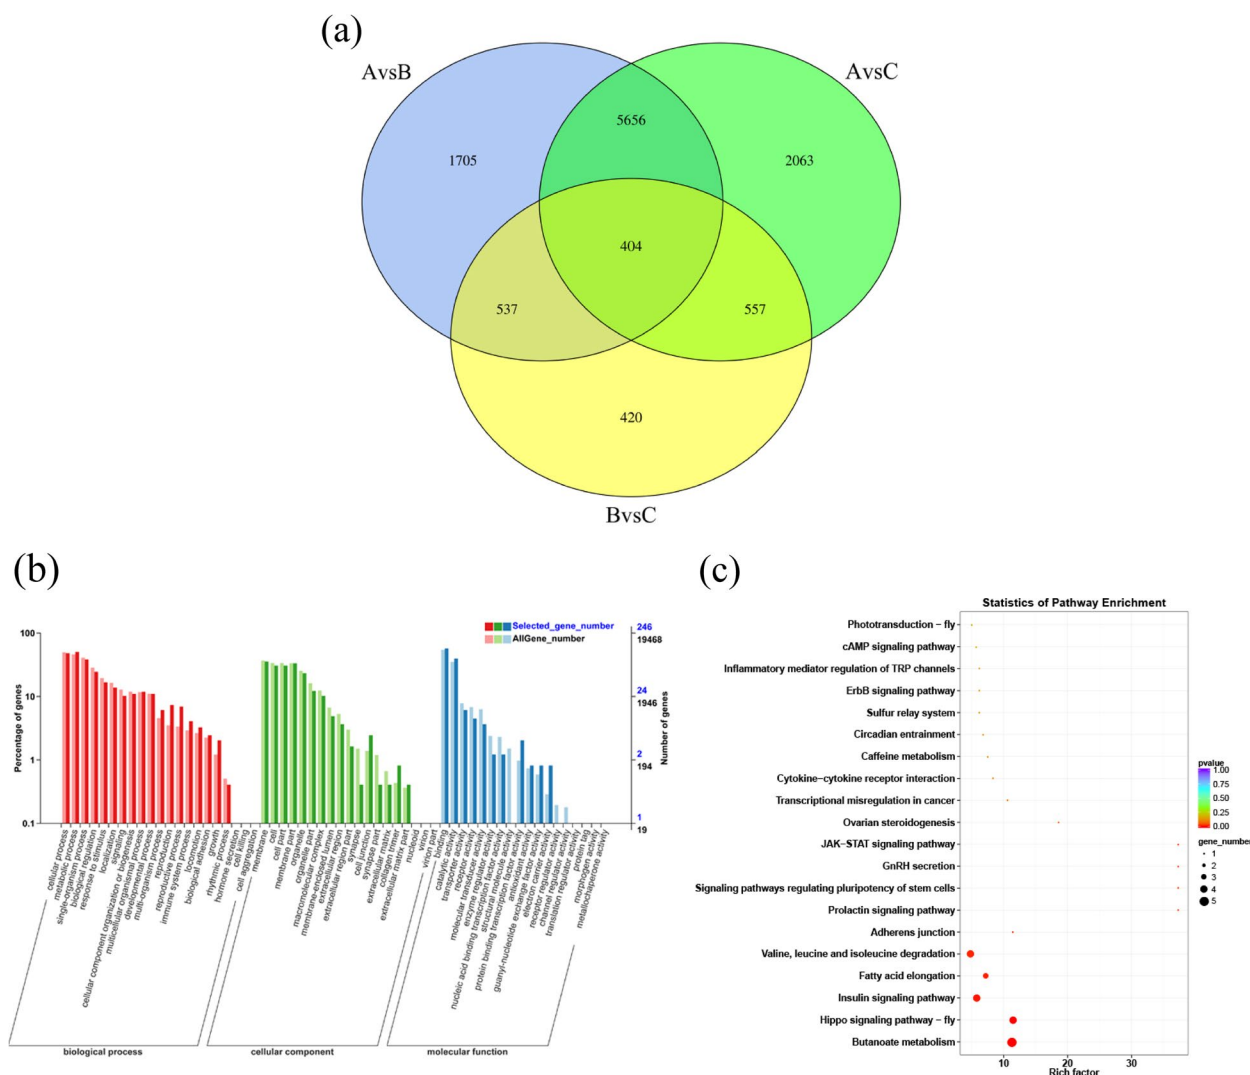 (a)
AvsB
AvsC
5656
1705
2063
404
537
557
420
BvsC
(b)
Selected_gene_number
AllGene_number
Percentage of genes
100
10
1
0.1
246
19468
24
1946
2
194
1
19
Number of genes
cellular process
metabolic process
single-organism process
biological regulation
response to stimulus
localization
signaling
cellular component organization or biogenesis
multicellular organismal process
developmental process
multi-organism process
reproduction
reproductive process
immune system process
locomotion
biological adhesion
growth
rhythmic process
hormone secretion
cell killing
cell aggregation
membrane
cell
cell part
membrane part
organelle
organelle part
macromolecular complex
membrane-enclosed lumen
extracellular region
extracellular region part
synapse
cell junction
synapse part
extracellular matrix
collagen trimer
extracellular matrix part
nucleoid
virion
virion part
binding
catalytic activity
transporter activity
receptor activity
molecular transducer activity
enzyme regulator activity
nucleic acid binding transcription factor activity
structural molecule activity
protein binding transcription factor activity
antioxidant activity
guanyl-nucleotide exchange factor activity
electron carrier activity
receptor regulator activity
channel regulator activity
translation regulator activity
protein tag
morphogen activity
metallochaperone activity
biological process
cellular component
molecular function
(c)
Statistics of Pathway Enrichment
Phototransduction − fly
cAMP signaling pathway
Inflammatory mediator regulation of TRP channels
ErbB signaling pathway
Sulfur relay system
Circadian entrainment
Caffeine metabolism
Cytokine−cytokine receptor interaction
Transcriptional misregulation in cancer
Ovarian steroidogenesis
JAK−STAT signaling pathway
GnRH secretion
Signaling pathways regulating pluripotency of stem cells
Prolactin signaling pathway
Adherens junction
Valine, leucine and isoleucine degradation
Fatty acid elongation
Insulin signaling pathway
Hippo signaling pathway − fly
Butanoate metabolism
10
20
30
Rich factor
pvalue
1.00
0.75
0.50
0.25
0.00
gene_number
1
2
3
4
5